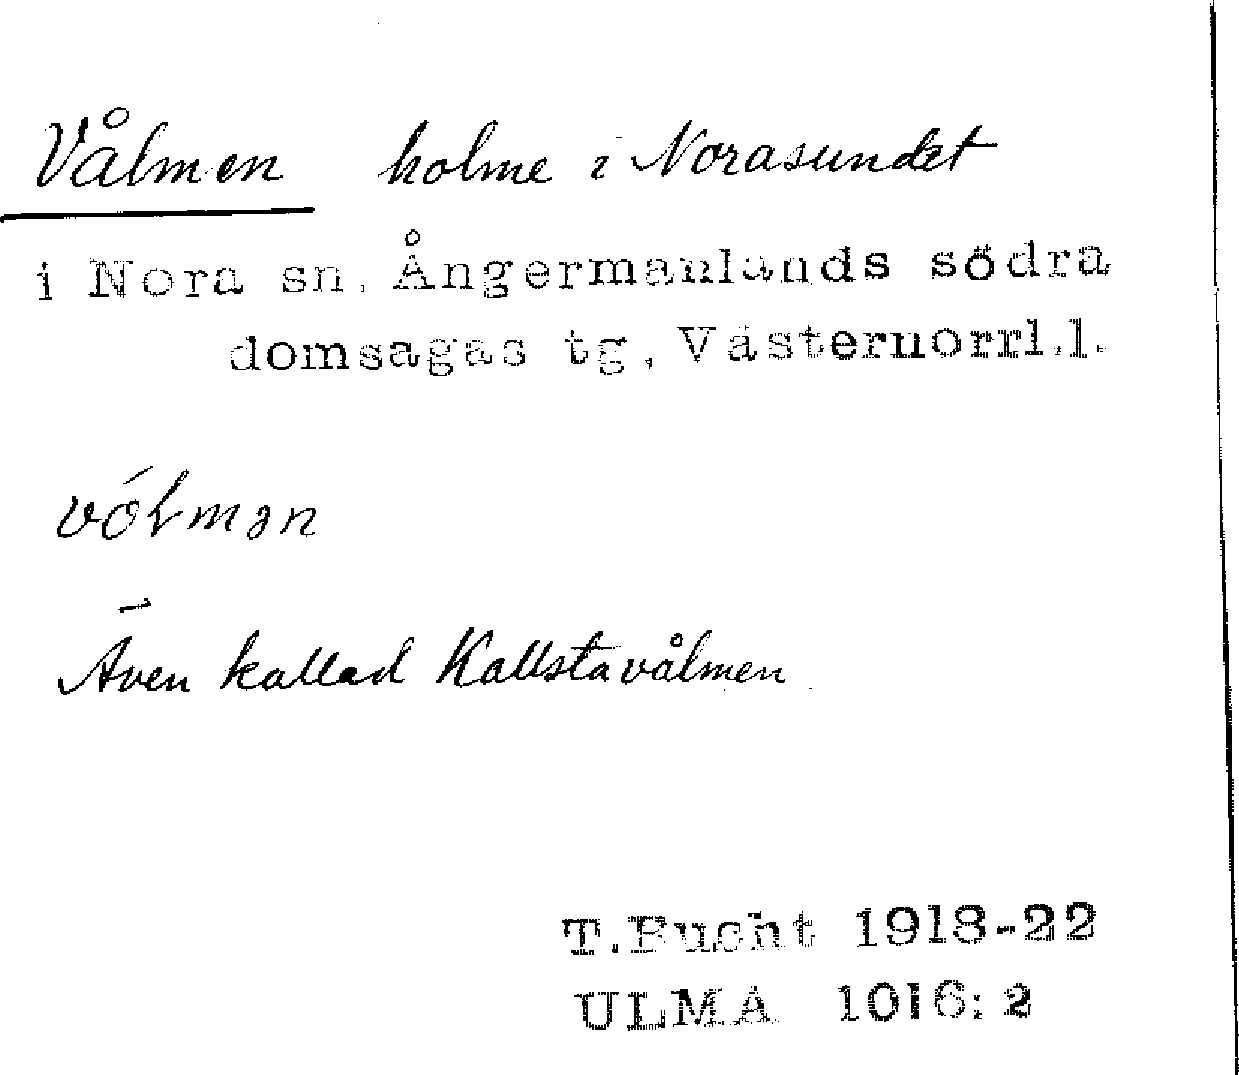 Vålmen holme i Norasundet
i Nora sn, Ångermanlands södra
domsagas tg, Västernorrl.l.
vóƚmən
Även kallad Kallstavålmen
T.Bucht 1918-22
ULMA 1016:2